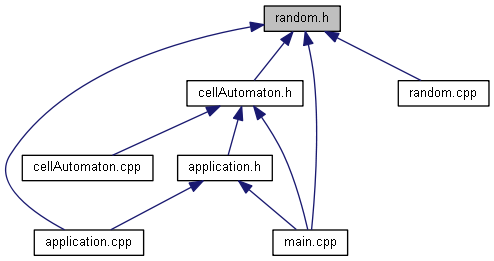 random.h
cellAutomaton.h
random.cpp
cellAutomaton.cpp
application.h
application.cpp
main.cpp